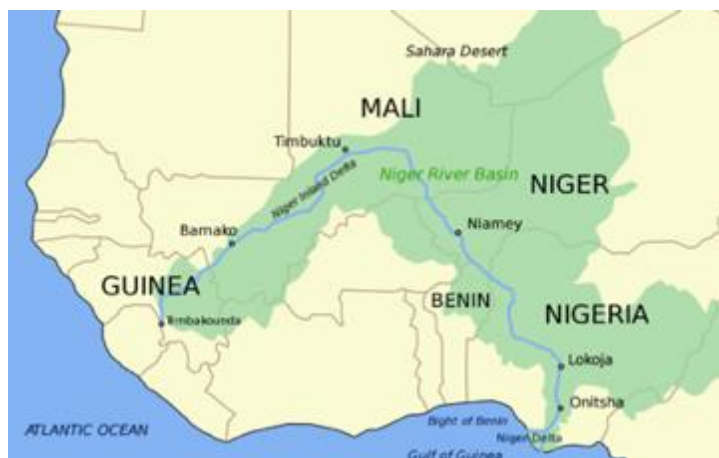 Sahara Desert
MALI
Timbuktu
Niger River Basin
Niger Inland Delta
NIGER
Bamako
Niamey
GUINEA
BENIN
NIGERIA
Tembakounda
Lokoja
Onitsha
ATLANTIC OCEAN
Bight of Benin
Niger Delta
Gulf of Guinea